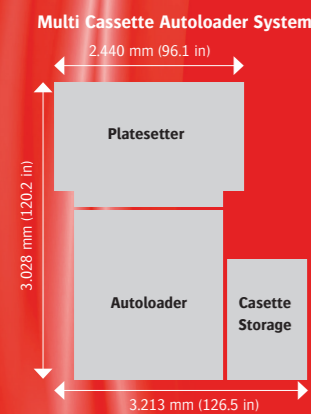 Multi Cassette Autoloader System
2.440 mm (96.1 in)
Platesetter
3.028 mm (120.2 in)
Autoloader
Casette
Storage
3.213 mm (126.5 in)